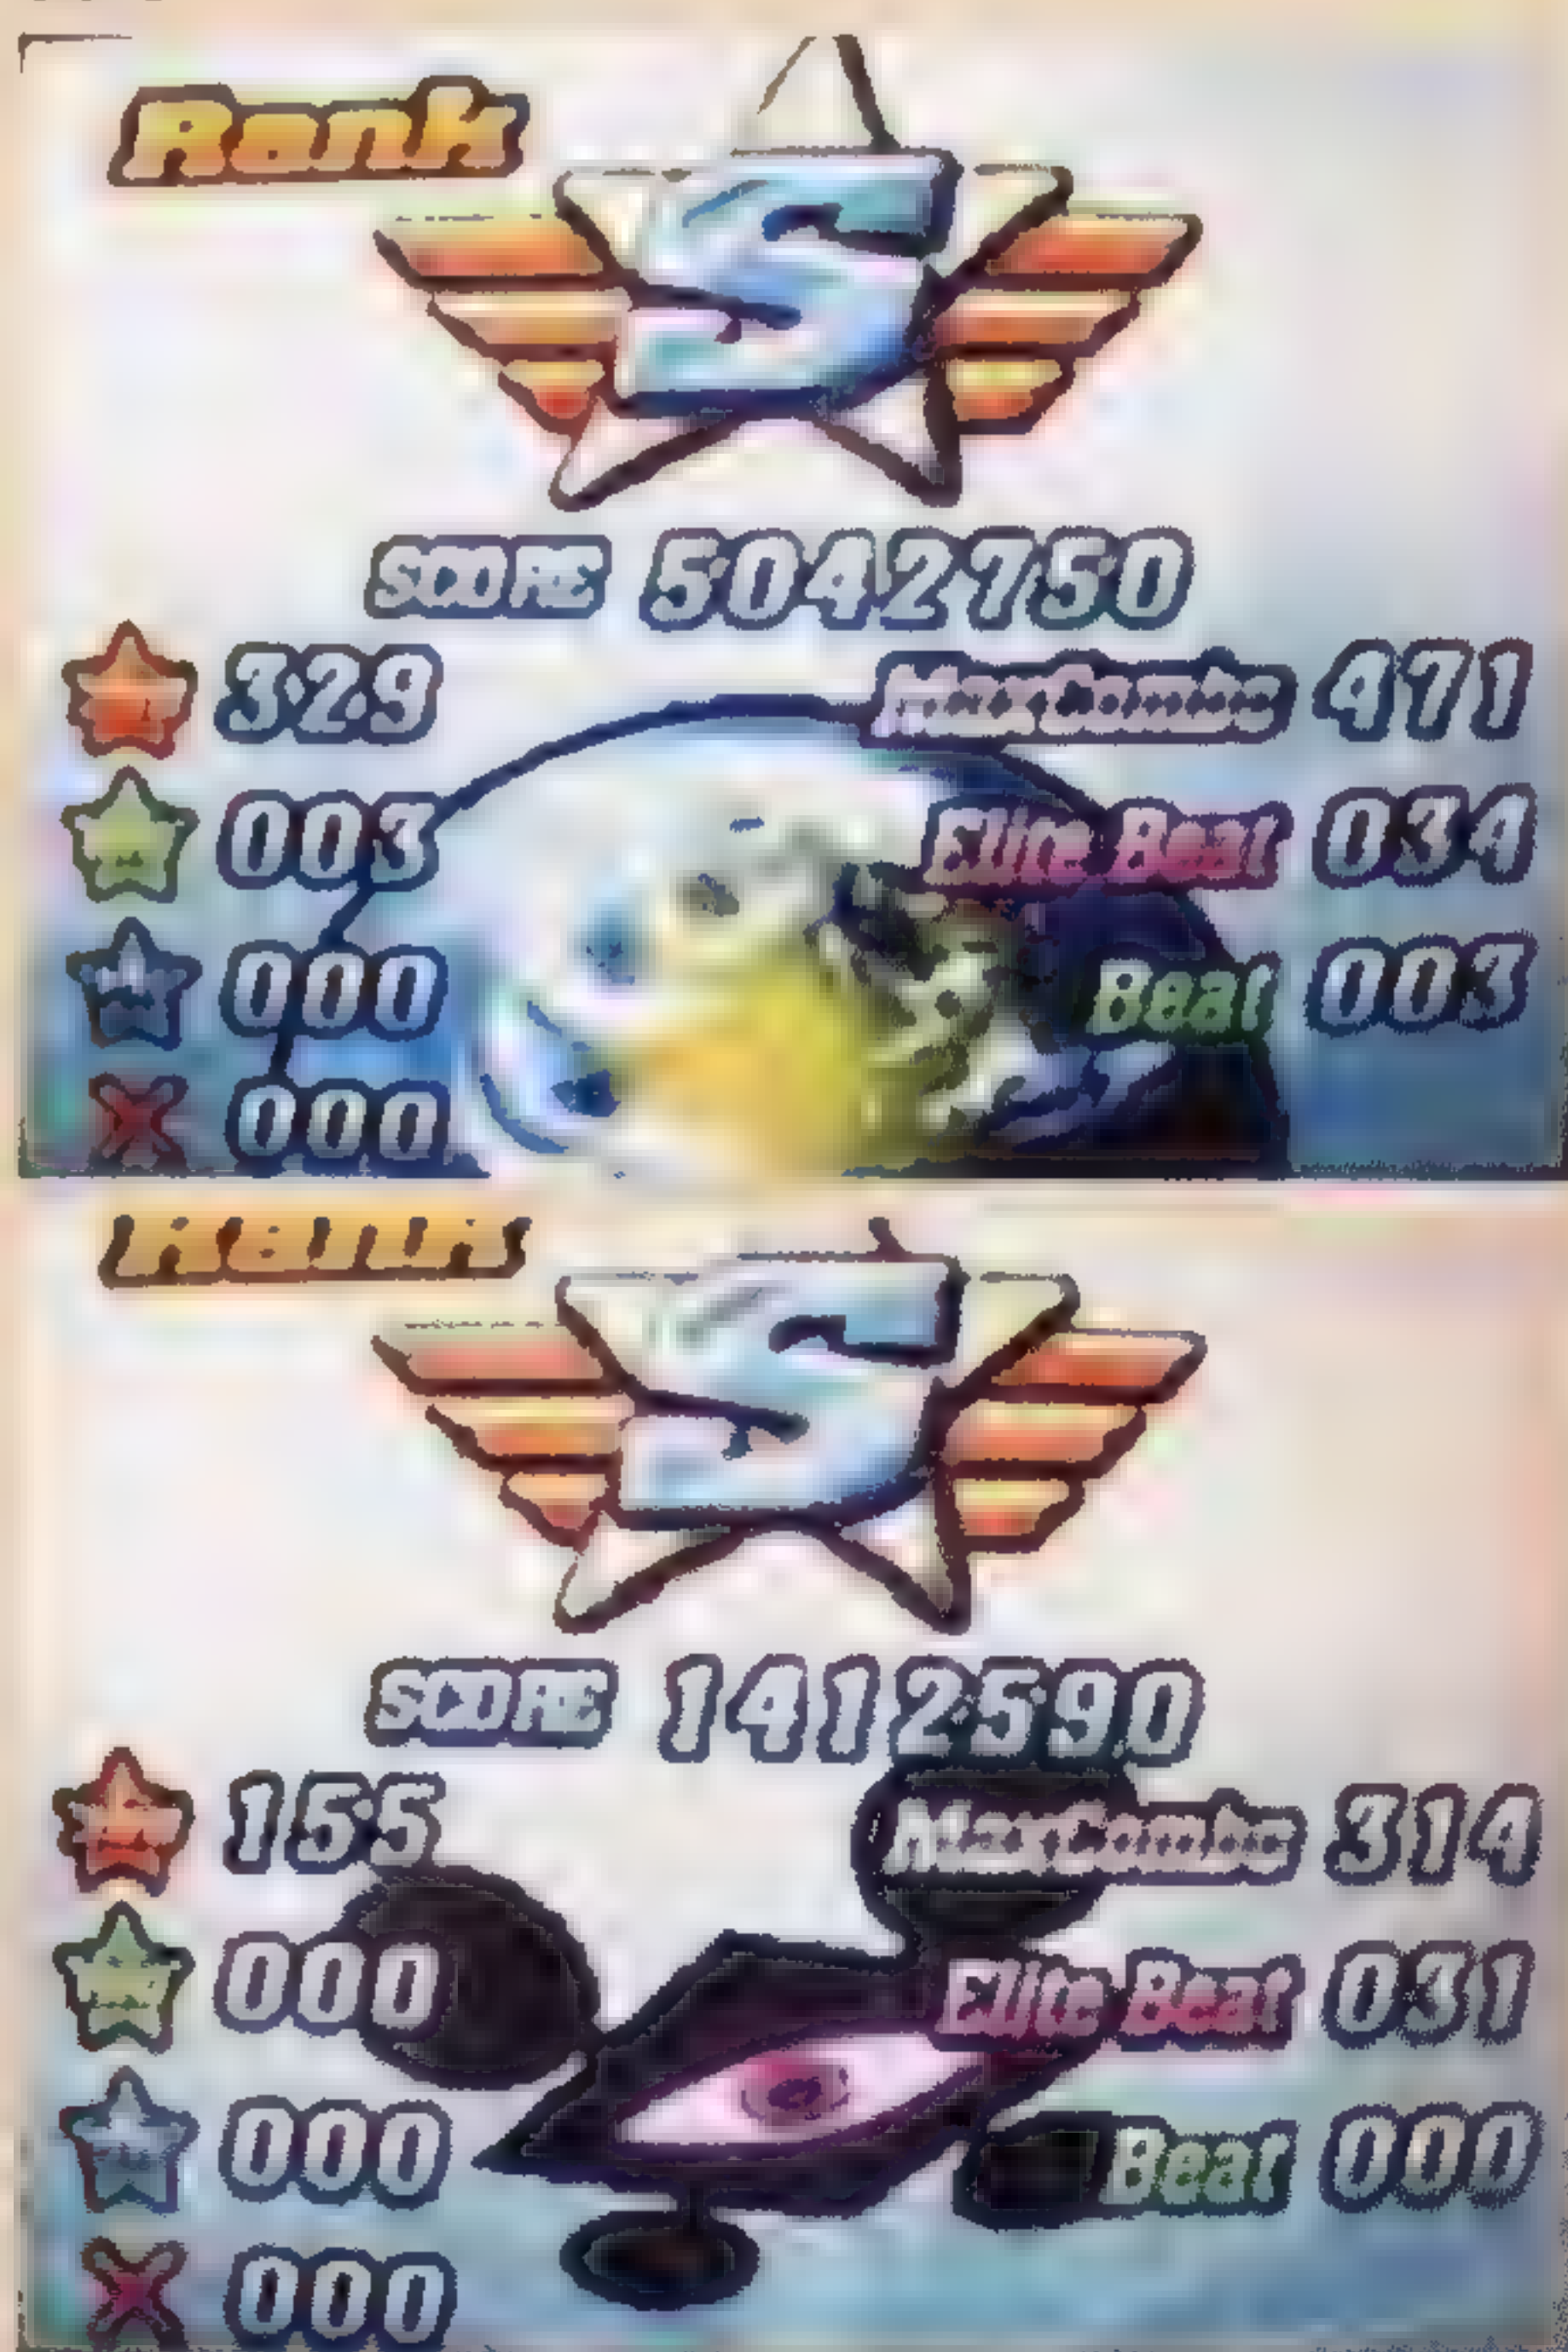 Rank
S
SCORE 5042750
329 MaxCombo 471
003 Elite Beat 034
000 Beat 003
000
Rank
S
SCORE 1412590
155 MaxCombo 314
000 Elite Beat 031
000 Beat 000
000